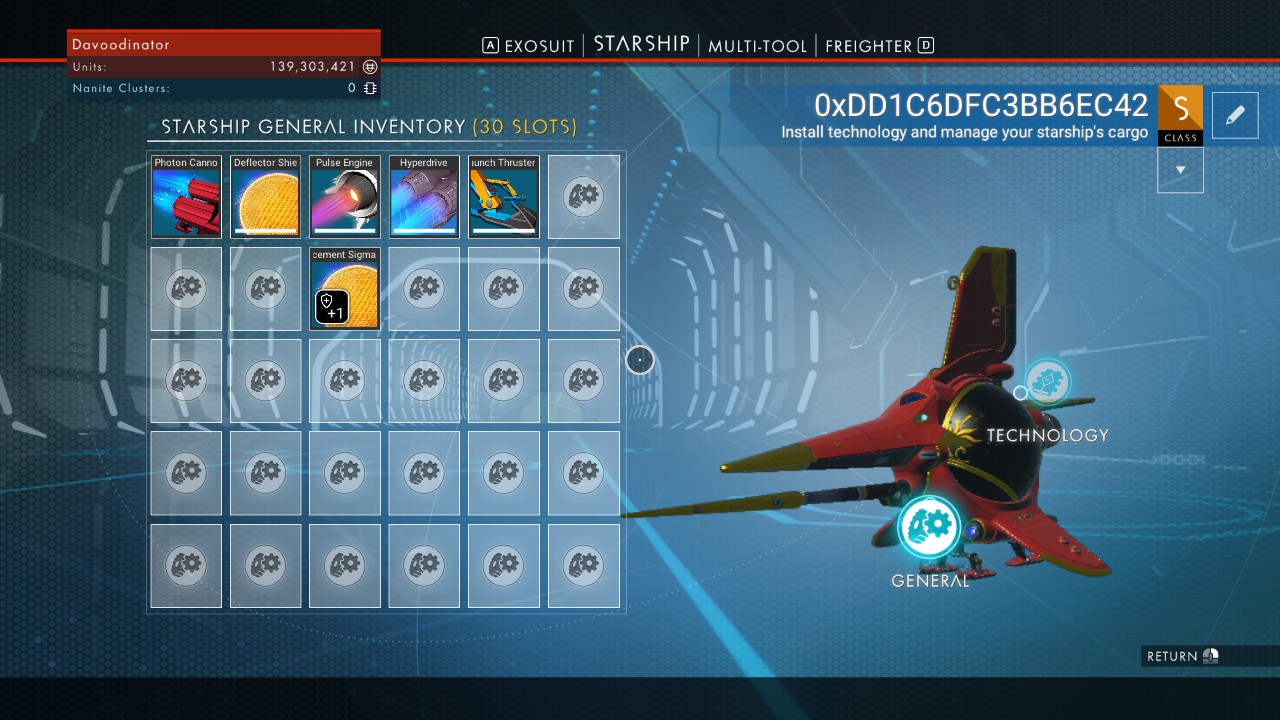 Davoodinator
Units: 139,303,421
Nanite Clusters: 0
A EXOSUIT STARSHIP MULTI-TOOL FREIGHTER D
0xDD1C6DFC3BB6EC42
Install technology and manage your starship's cargo
S
CLASS
STARSHIP GENERAL INVENTORY (30 SLOTS)
Photon Canno Deflector Shie Pulse Engine Hyperdrive unch Thruster
cement Sigma
+1
TECHNOLOGY
GENERAL
RETURN